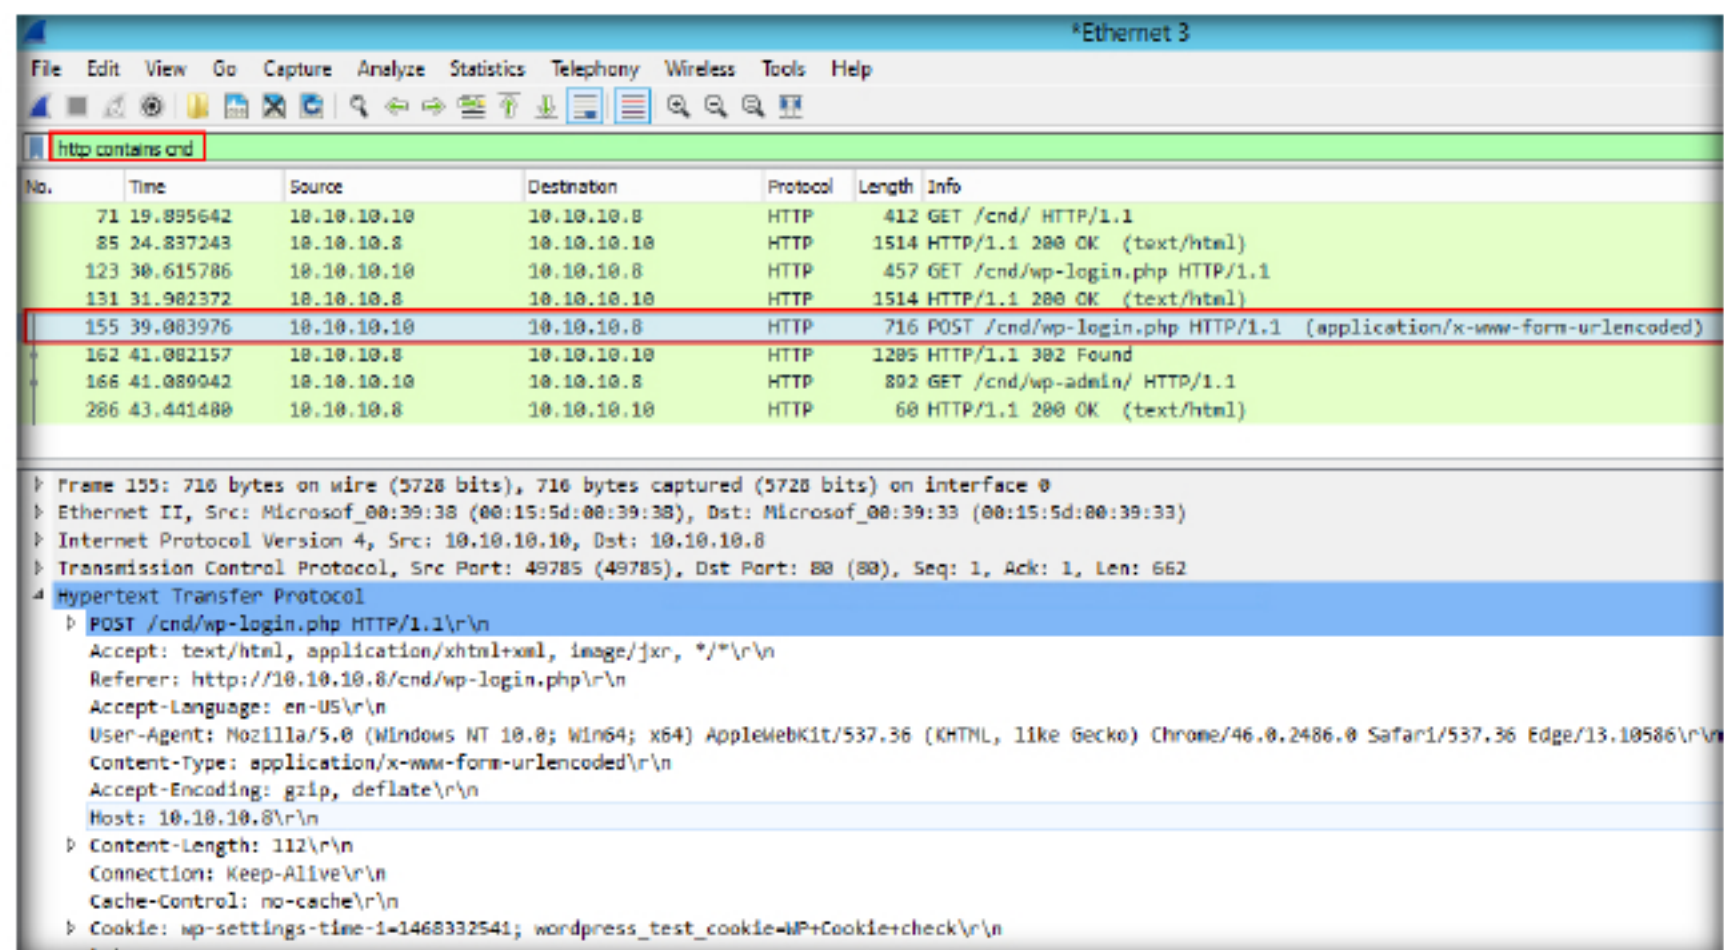 *Ethernet 3
File Edit View Go Capture Analyze Statistics Telephony Wireless Tools Help
http contains cnd
No. Time Source Destination Protocol Length Info
71 19.895642 10.10.10.10 10.10.10.8 HTTP 412 GET /cnd/ HTTP/1.1
85 24.837243 10.10.10.8 10.10.10.10 HTTP 1514 HTTP/1.1 200 OK (text/html)
123 30.615786 10.10.10.10 10.10.10.8 HTTP 457 GET /cnd/wp-login.php HTTP/1.1
131 31.902372 10.10.10.8 10.10.10.10 HTTP 1514 HTTP/1.1 200 OK (text/html)
155 39.083976 10.10.10.10 10.10.10.8 HTTP 716 POST /cnd/wp-login.php HTTP/1.1 (application/x-www-form-urlencoded)
162 41.082157 10.10.10.8 10.10.10.10 HTTP 1205 HTTP/1.1 302 Found
166 41.089042 10.10.10.10 10.10.10.8 HTTP 892 GET /cnd/wp-admin/ HTTP/1.1
286 43.441480 10.10.10.8 10.10.10.10 HTTP 60 HTTP/1.1 200 OK (text/html)
Frame 155: 716 bytes on wire (5728 bits), 716 bytes captured (5728 bits) on interface 0
Ethernet II, Src: Microsof_00:39:38 (00:15:5d:00:39:38), Dst: Microsof_00:39:33 (00:15:5d:00:39:33)
Internet Protocol Version 4, Src: 10.10.10.10, Dst: 10.10.10.8
Transmission Control Protocol, Src Port: 49785 (49785), Dst Port: 80 (80), Seq: 1, Ack: 1, Len: 662
Hypertext Transfer Protocol
POST /cnd/wp-login.php HTTP/1.1\r\n
Accept: text/html, application/xhtml+xml, image/jxr, */*\r\n
Referer: http://10.10.10.8/cnd/wp-login.php\r\n
Accept-Language: en-US\r\n
User-Agent: Mozilla/5.0 (Windows NT 10.0; Win64; x64) AppleWebKit/537.36 (KHTML, like Gecko) Chrome/46.0.2486.0 Safari/537.36 Edge/13.10586\r\n
Content-Type: application/x-www-form-urlencoded\r\n
Accept-Encoding: gzip, deflate\r\n
Host: 10.10.10.8\r\n
Content-Length: 112\r\n
Connection: Keep-Alive\r\n
Cache-Control: no-cache\r\n
Cookie: wp-settings-time-1=1468332541; wordpress_test_cookie=WP+Cookie+check\r\n